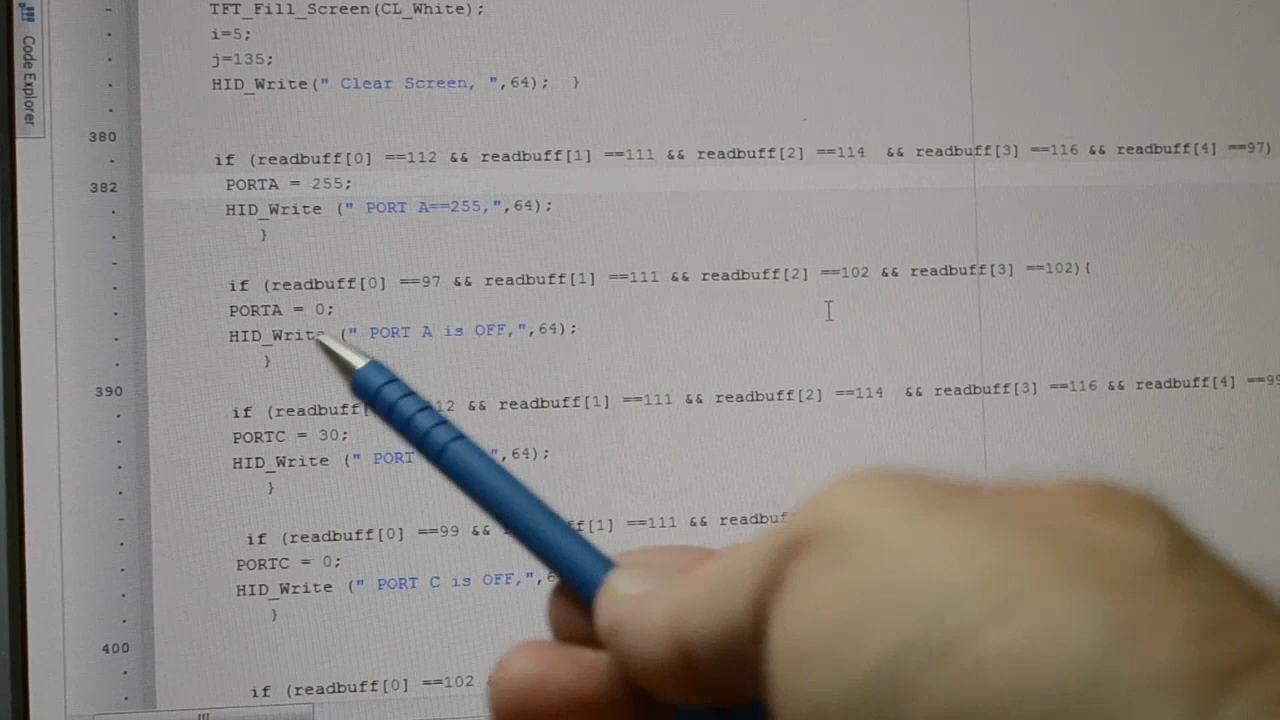 Code Explorer
TFT_Fill_Screen(CL_White);
i=5;
j=135;
HID_Write(" Clear Screen, ",64); }
380
if (readbuff[0] ==112 && readbuff[1] ==111 && readbuff[2] ==114 && readbuff[3] ==116 && readbuff[4] ==97)
382 PORTA = 255;
HID_Write (" PORT A==255,",64);
}
if (readbuff[0] ==97 && readbuff[1] ==111 && readbuff[2] ==102 && readbuff[3] ==102){
PORTA = 0;
HID_Write (" PORT A is OFF,",64);
}
390
if (readbuff[ 12 && readbuff[1] ==111 && readbuff[2] ==114 && readbuff[3] ==116 && readbuff[4] ==99
PORTC = 30;
HID_Write (" PORT ",64);
}
if (readbuff[0] ==99 && ff[1] ==111 && readbuf
PORTC = 0;
HID_Write (" PORT C is OFF,",6
}
400
if (readbuff[0] ==102